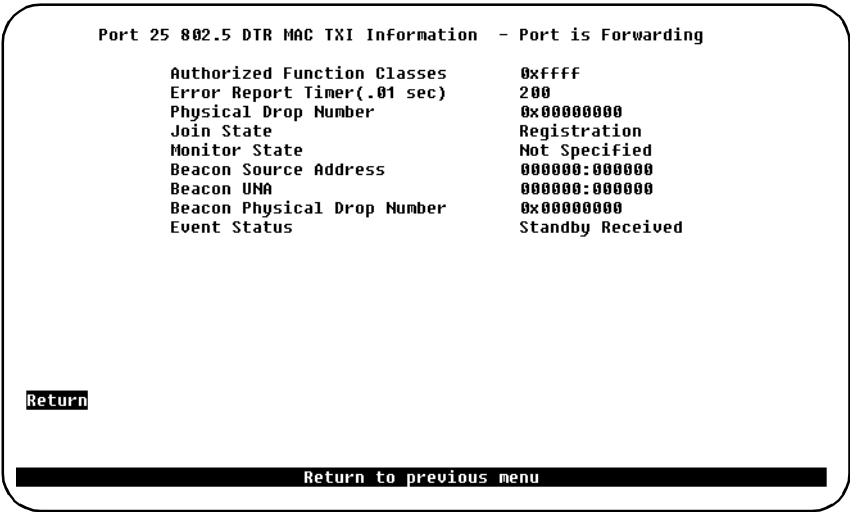 Port 25 802.5 DTR MAC TXI Information - Port is Forwarding
Authorized Function Classes 0xffff
Error Report Timer(.01 sec) 200
Physical Drop Number 0x00000000
Join State Registration
Monitor State Not Specified
Beacon Source Address 000000:000000
Beacon UNA 000000:000000
Beacon Physical Drop Number 0x00000000
Event Status Standby Received
Return
Return to previous menu